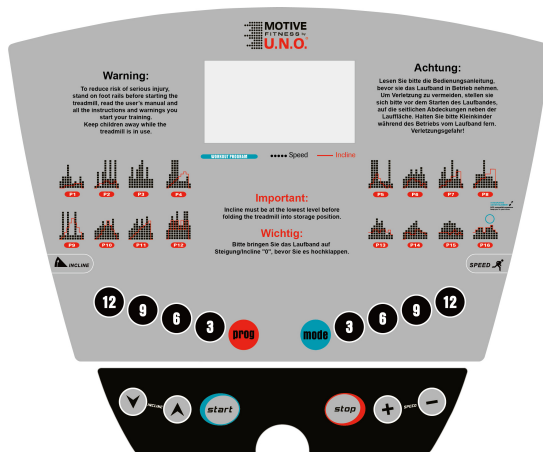 MOTIVE
FITNESS by
U.N.O.
Warning:
To reduce risk of serious injury,
stand on foot rails before starting the
treadmill, read the user's manual and
all the instructions and warnings you
start your training.
Keep children away while the
treadmill is in use.
Achtung:
Lesen Sie bitte die Bedienungsanleitung,
bevor sie das Laufband in Betrieb nehmen.
Um Verletzung zu vermeiden, stellen sie
sich bitte vor dem Starten des Laufbandes,
auf die seitlichen Abdeckungen neben der
Lauffläche. Halten Sie bitte Kleinkinder
während des Betriebs vom Laufband fern.
Verletzungsgefahr!
WORKOUT PROGRAM
Speed
Incline
P1
P2
P3
P4
P5
P6
P7
P8
Important:
Incline must be at the lowest level before
folding the treadmill into storage position.
Wichtig:
Bitte bringen Sie das Laufband auf
Steigung/Incline "0", bevor Sie es hochklappen.
P9
P10
P11
P12
P13
P14
P15
P16
INCLINE
SPEED
12
9
6
3
prog
mode
3
6
9
12
INCLINE
start
stop
+
SPEED
−